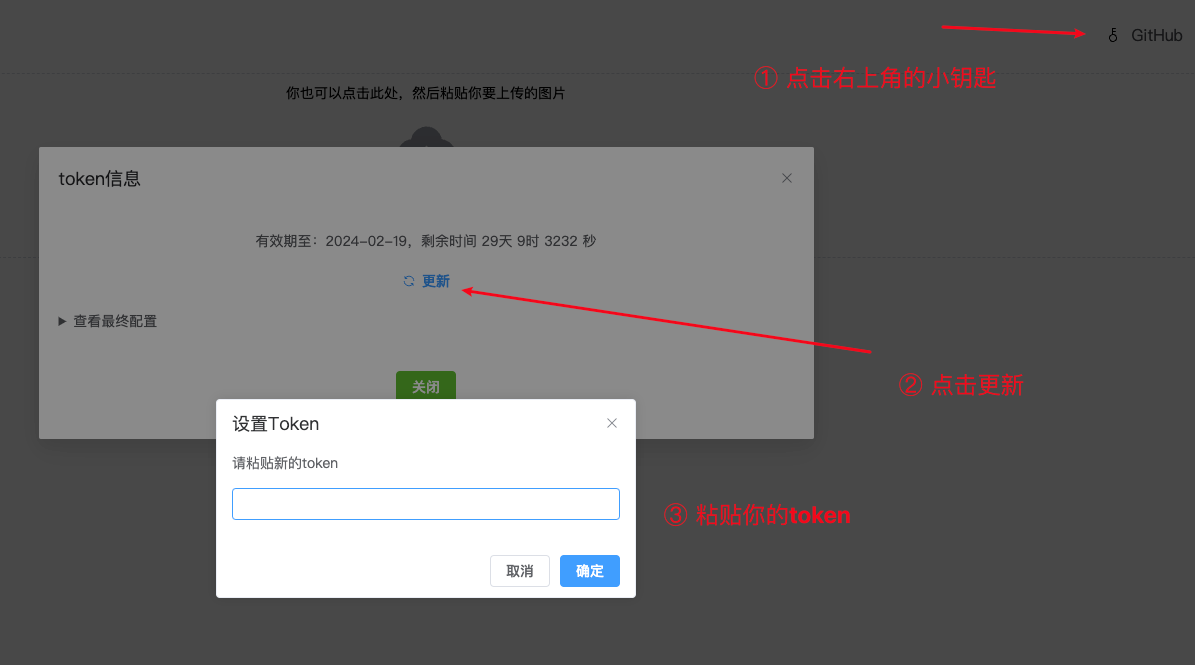 GitHub
① 点击右上角的小钥匙
你也可以点击此处，然后粘贴你要上传的图片
token信息
有效期至：2024-02-19，剩余时间 29天 9时 3232 秒
更新
查看最终配置
② 点击更新
关闭
设置Token
请粘贴新的token
③ 粘贴你的token
取消
确定